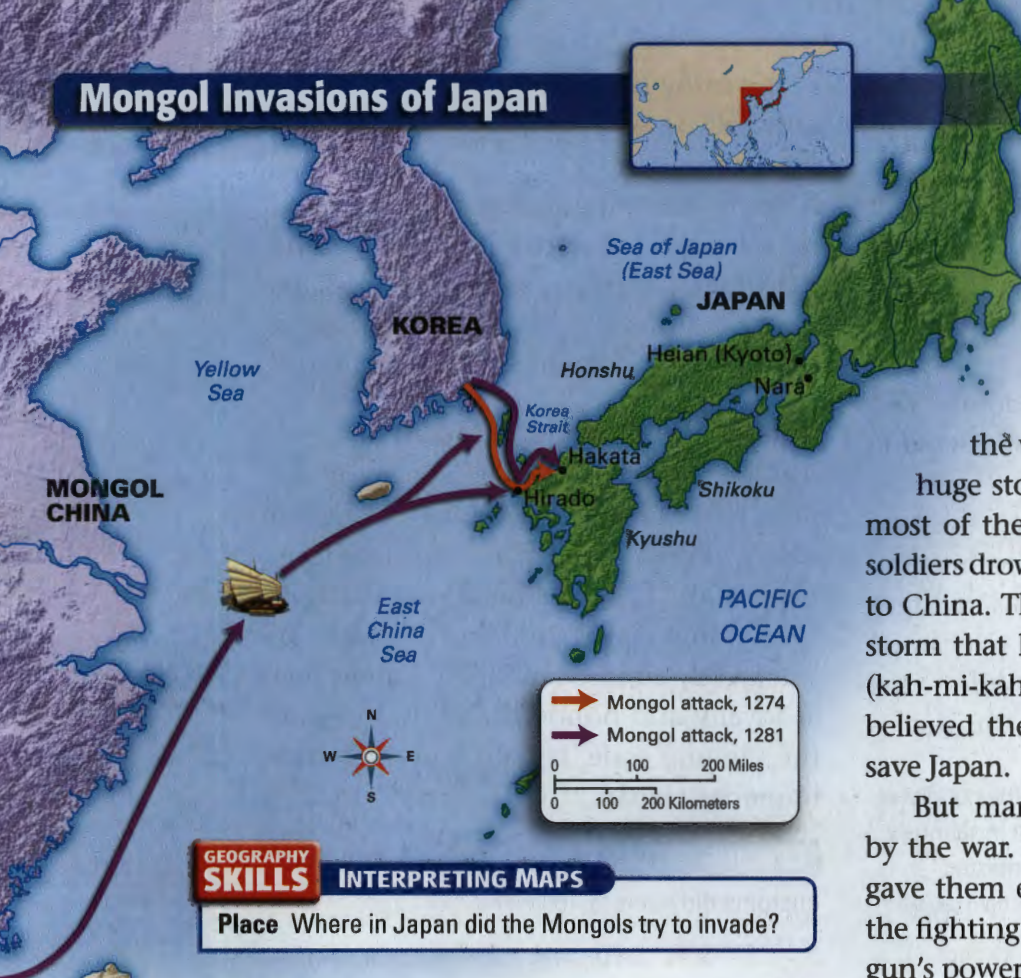 Mongol Invasions of Japan
Sea of Japan
(East Sea)
JAPAN
KOREA
Heian (Kyoto)
Nara
Honshu
Yellow
Sea
Korea
Strait
Hakata
Hirado
Shikoku
Kyushu
MONGOL
CHINA
East
China
Sea
PACIFIC
OCEAN
N
W E
S
Mongol attack, 1274
Mongol attack, 1281
0 100 200 Miles
0 100 200 Kilometers
GEOGRAPHY
SKILLS
INTERPRETING MAPS
Place Where in Japan did the Mongols try to invade?
the
huge
most of the
soldiers
to China.
storm that
(kah-mi-kah
believed the
save Japan.
But
by the war.
gave them
the fighting
gun's power